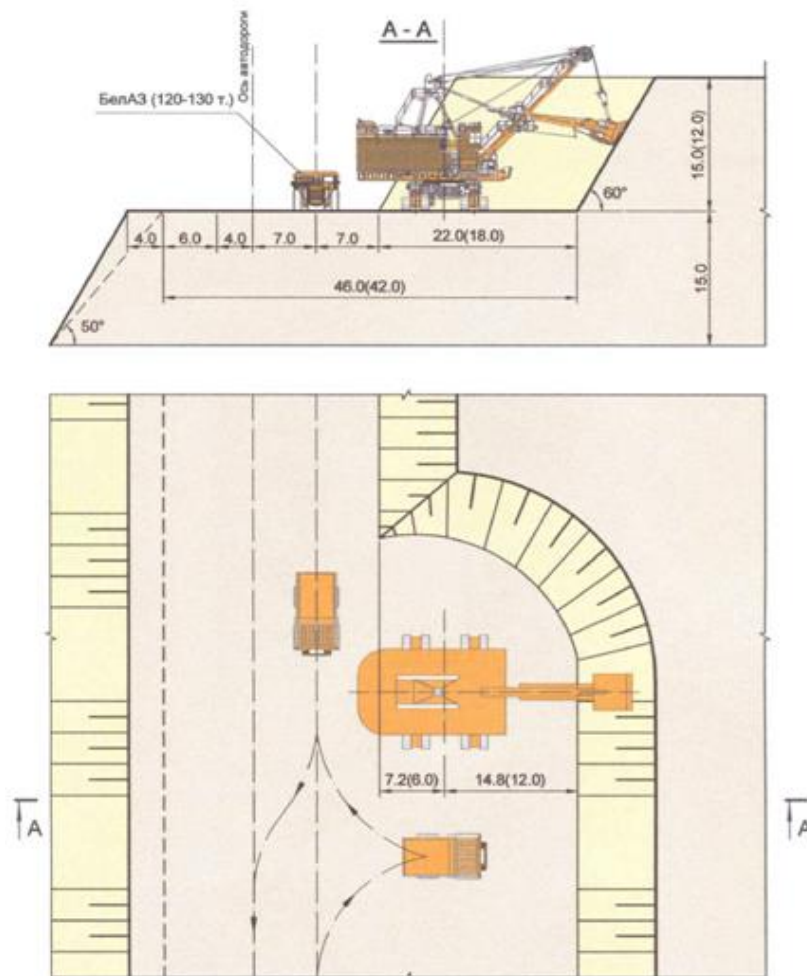 А - А
Ось автодороги
БелАЗ (120-130 т.)
15.0(12.0)
60°
4.0
6.0
4.0
7.0
7.0
22.0(18.0)
46.0(42.0)
15.0
50°
7.2(6.0)
14.8(12.0)
А
А